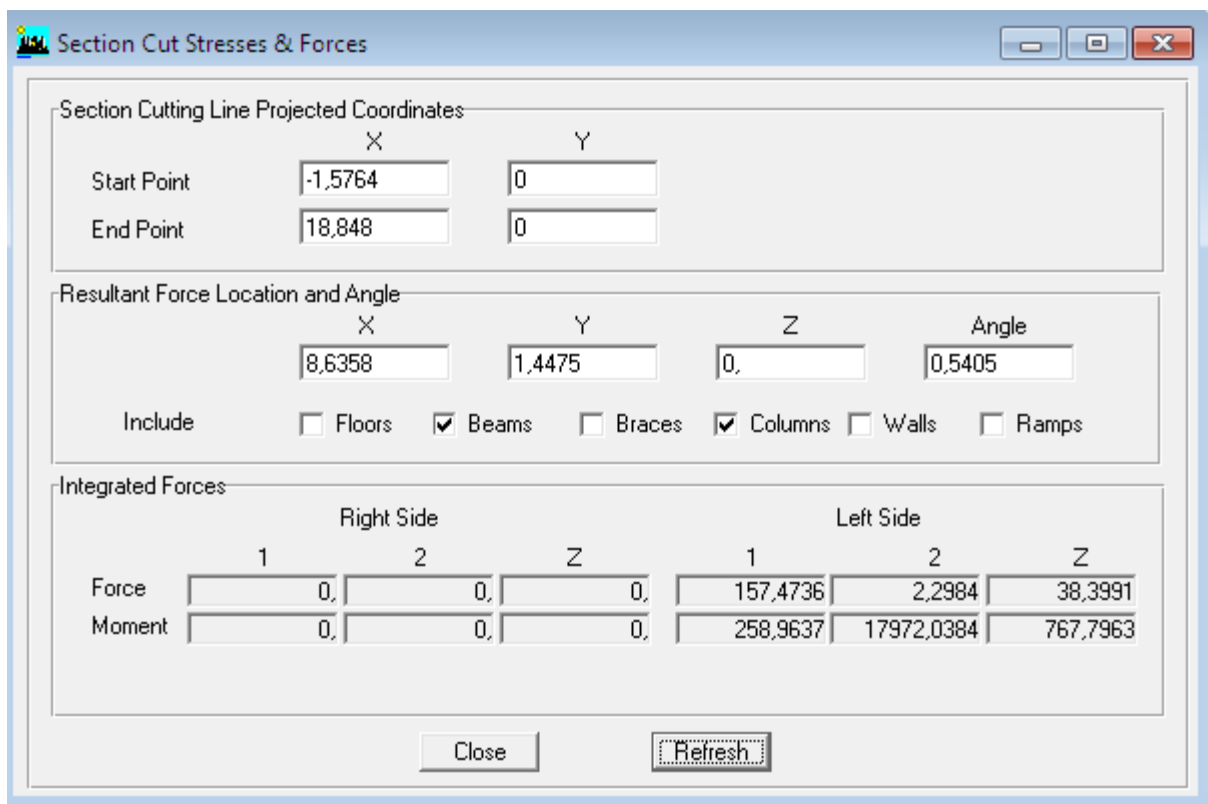 Section Cut Stresses & Forces
Section Cutting Line Projected Coordinates
X Y
Start Point -1,5764 0
End Point 18,848 0
Resultant Force Location and Angle
X Y Z Angle
8,6358 1,4475 0, 0,5405
Include Floors Beams Braces Columns Walls Ramps
Integrated Forces
Right Side Left Side
1 2 Z 1 2 Z
Force 0, 0, 0, 157,4736 2,2984 38,3991
Moment 0, 0, 0, 258,9637 17972,0384 767,7963
Close Refresh